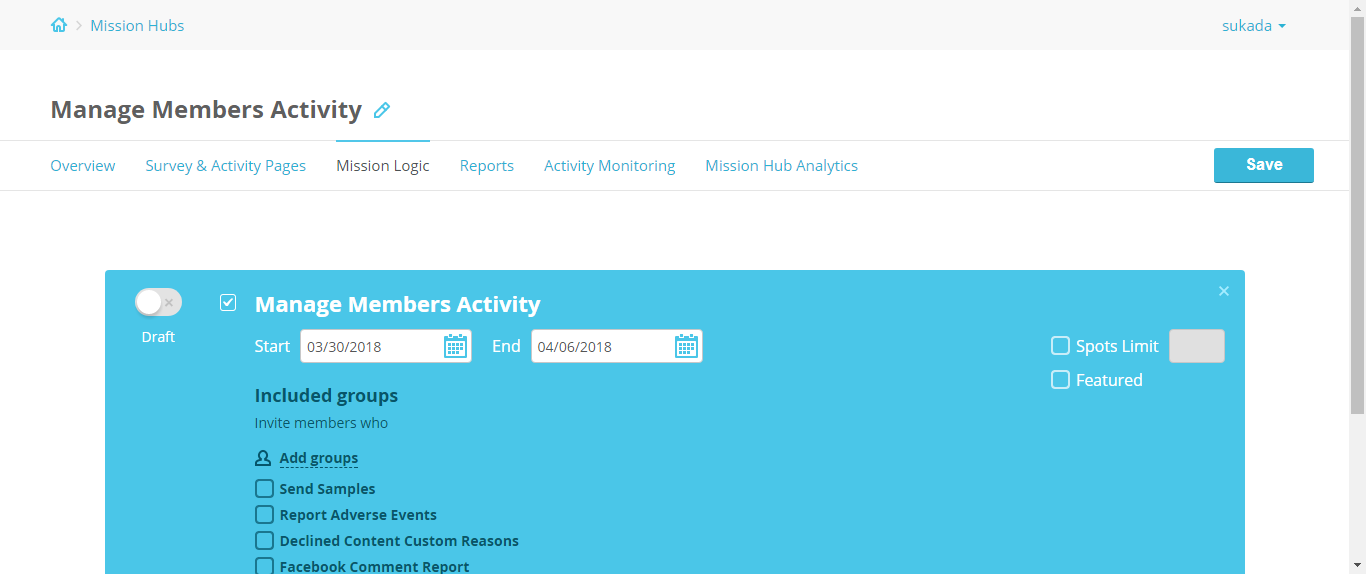 Mission Hubs
sukada
Manage Members Activity
Overview Survey & Activity Pages Mission Logic Reports Activity Monitoring Mission Hub Analytics Save
Manage Members Activity
Draft
Start 03/30/2018 End 04/06/2018 Spots Limit
Featured
Included groups
Invite members who
Add groups
Send Samples
Report Adverse Events
Declined Content Custom Reasons
Facebook Comment Report